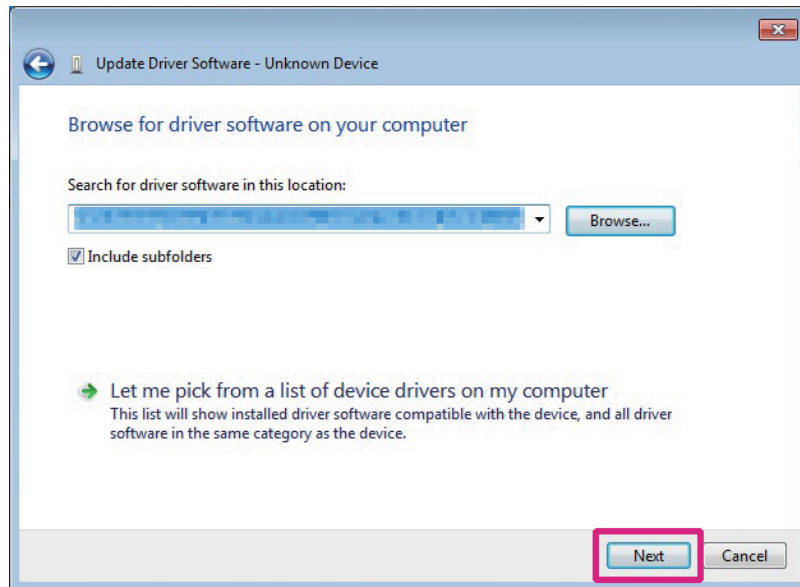 Update Driver Software - Unknown Device
Browse for driver software on your computer
Search for driver software in this location:
Browse...
Include subfolders
Let me pick from a list of device drivers on my computer
This list will show installed driver software compatible with the device, and all driver
software in the same category as the device.
Next Cancel